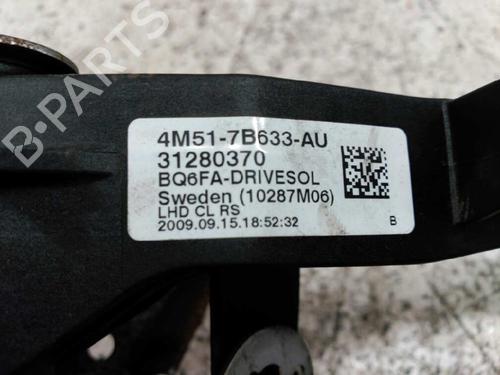 4M51-7B633-AU
31280370
BQ6FA-DRIVESOL
Sweden (10287M06)
LHD CL RS
2009.09.15.18:52:32
B
B-PARTS